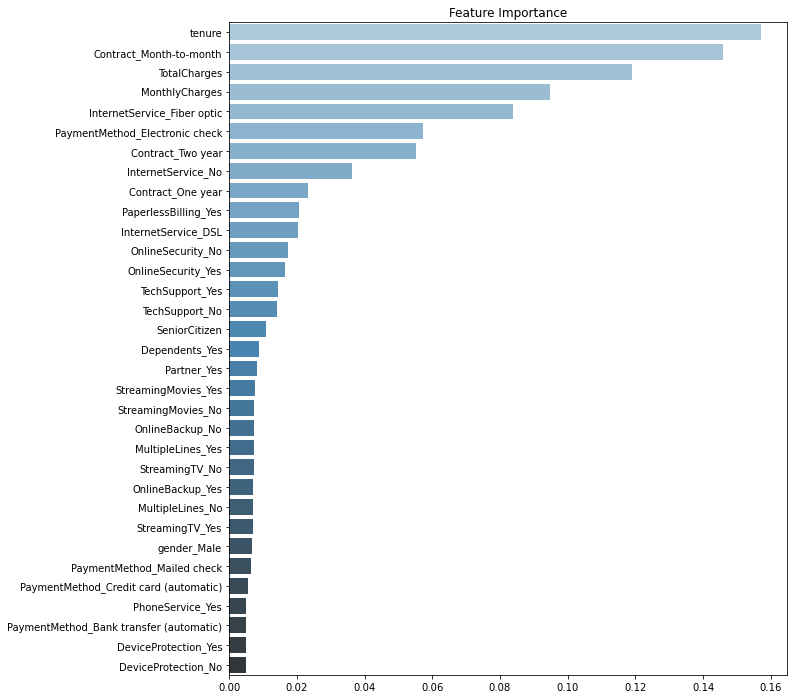 Feature Importance
tenure
Contract_Month-to-month
TotalCharges
MonthlyCharges
InternetService_Fiber optic
PaymentMethod_Electronic check
Contract_Two year
InternetService_No
Contract_One year
PaperlessBilling_Yes
InternetService_DSL
OnlineSecurity_No
OnlineSecurity_Yes
TechSupport_Yes
TechSupport_No
SeniorCitizen
Dependents_Yes
Partner_Yes
StreamingMovies_Yes
StreamingMovies_No
OnlineBackup_No
MultipleLines_Yes
StreamingTV_No
OnlineBackup_Yes
MultipleLines_No
StreamingTV_Yes
gender_Male
PaymentMethod_Mailed check
PaymentMethod_Credit card (automatic)
PhoneService_Yes
PaymentMethod_Bank transfer (automatic)
DeviceProtection_Yes
DeviceProtection_No
0.00 0.02 0.04 0.06 0.08 0.10 0.12 0.14 0.16